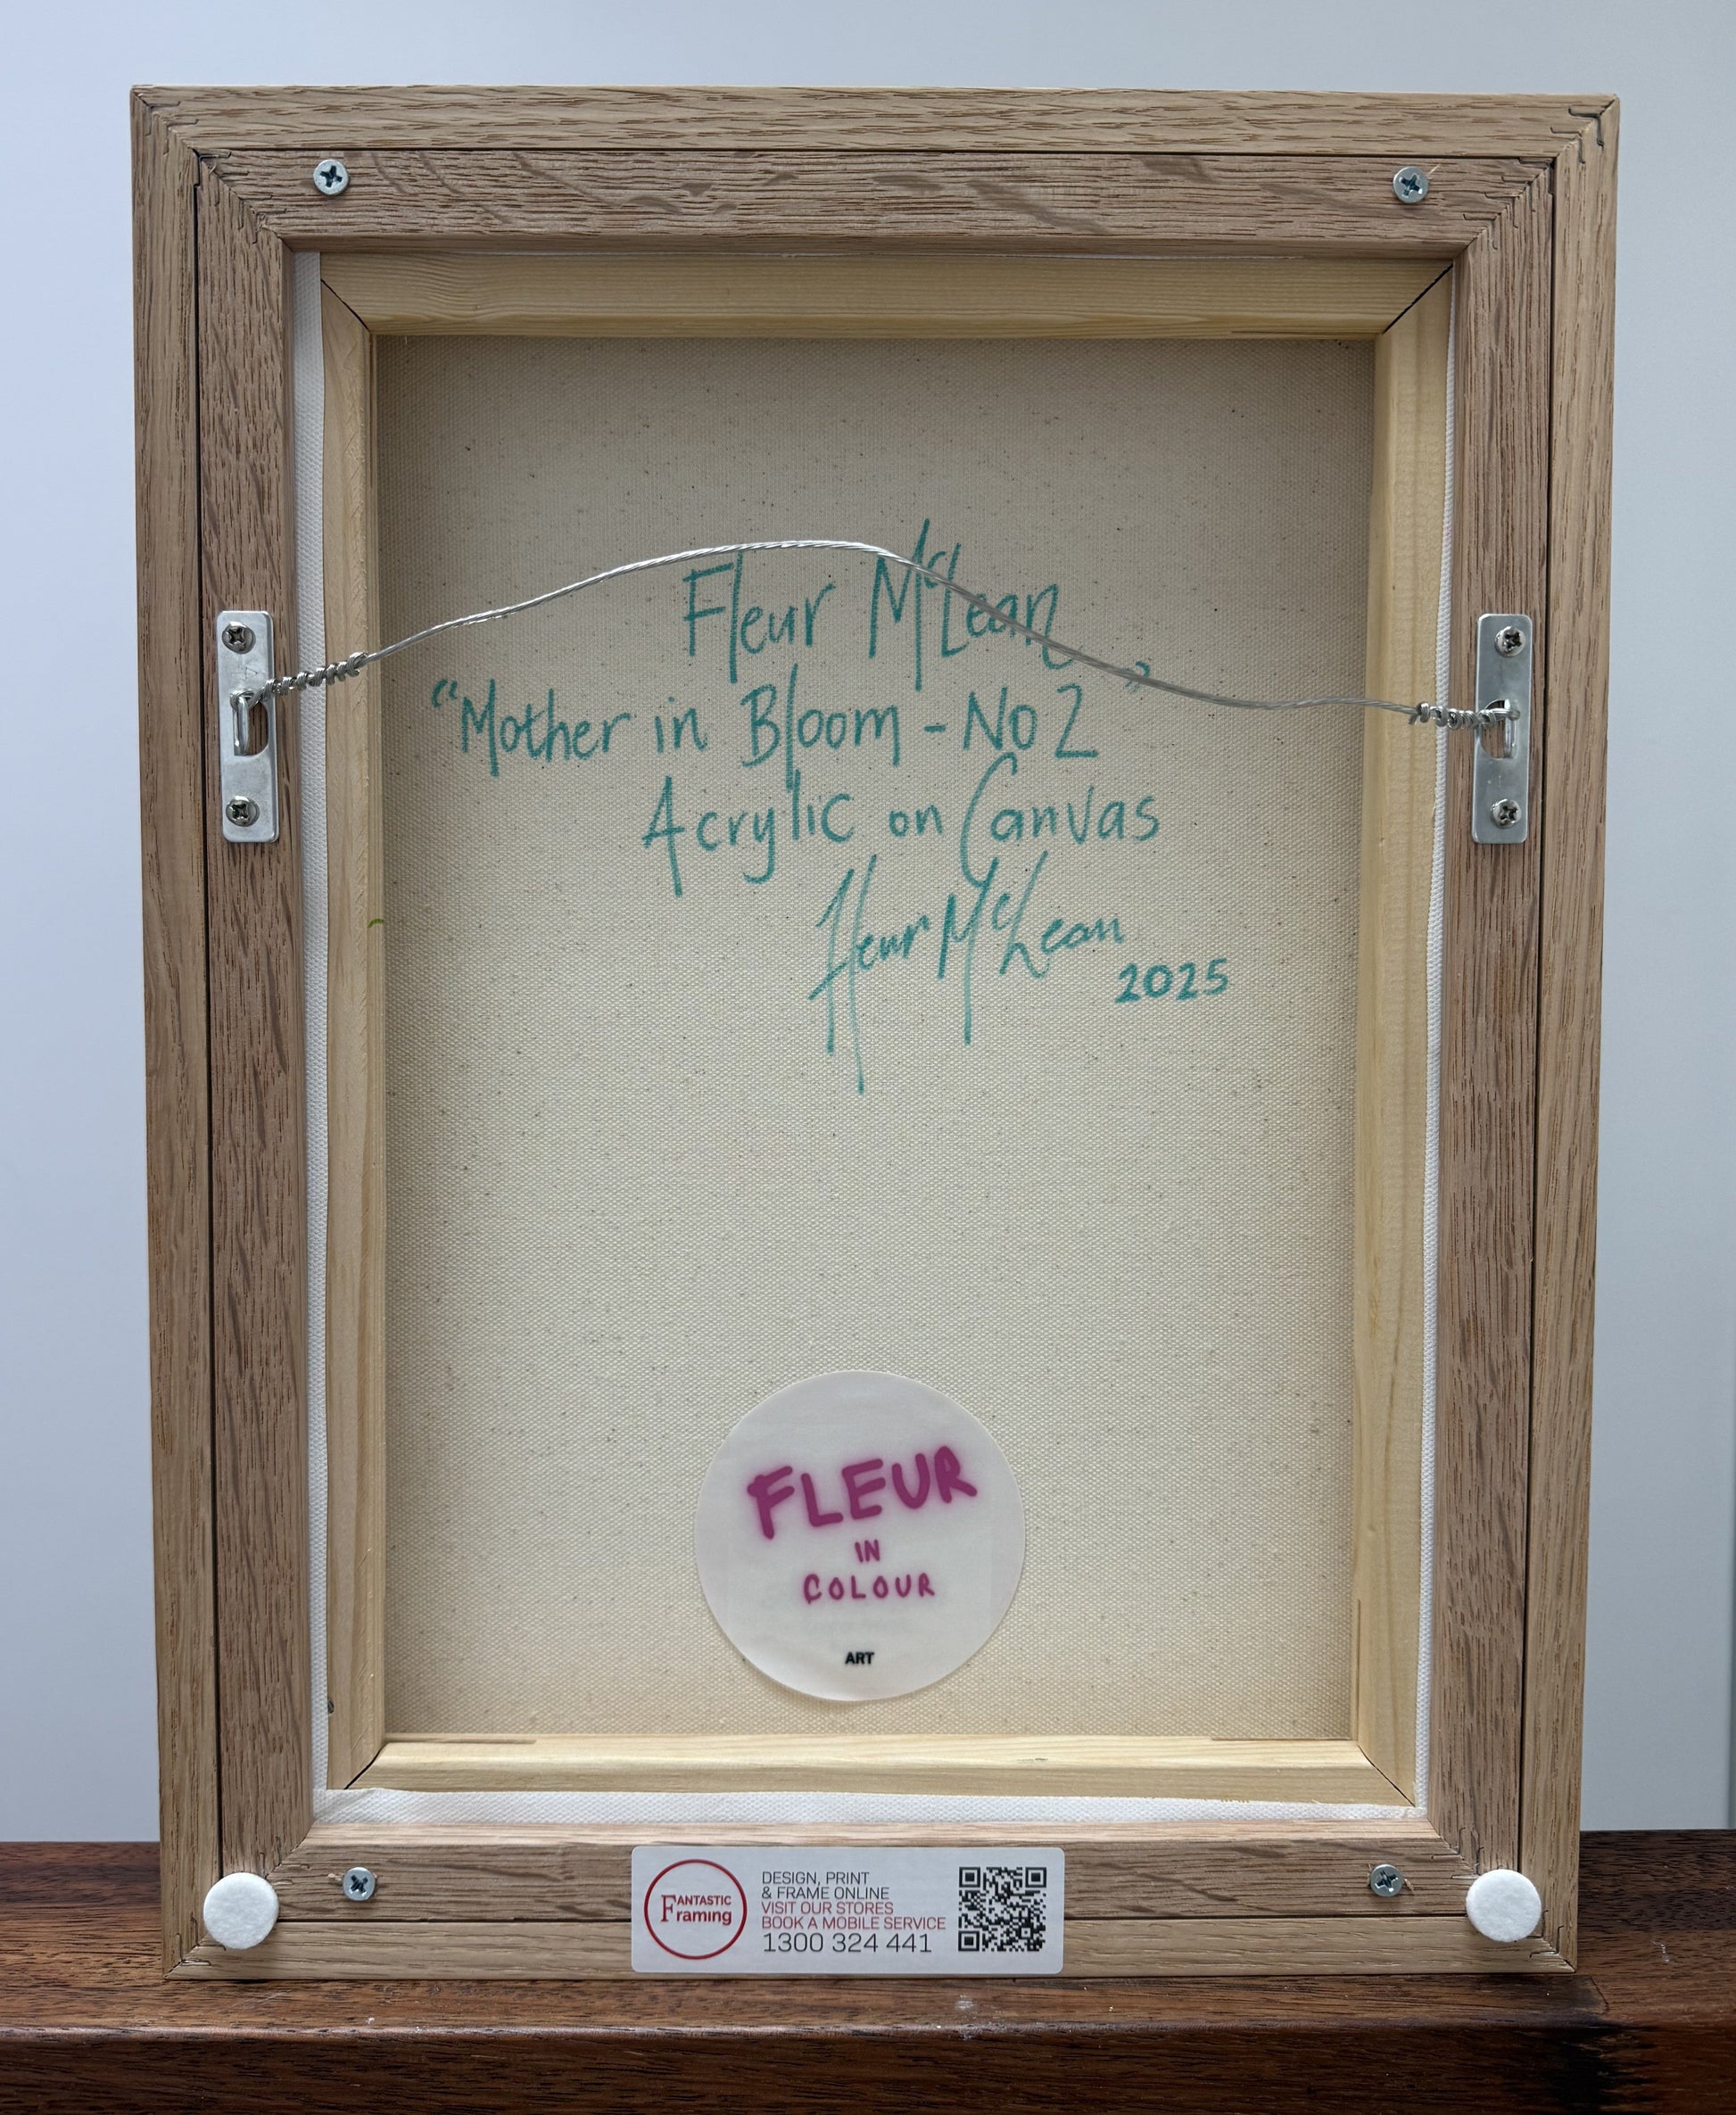 Fleur McLean
"Mother in Bloom - No 2"
Acrylic on Canvas
Fleur McLean
2025
FLEUR
IN
COLOUR
ART
FANTASTIC
Framing
DESIGN, PRINT
& FRAME ONLINE
VISIT OUR STORES
BOOK A MOBILE SERVICE
1300 324 441